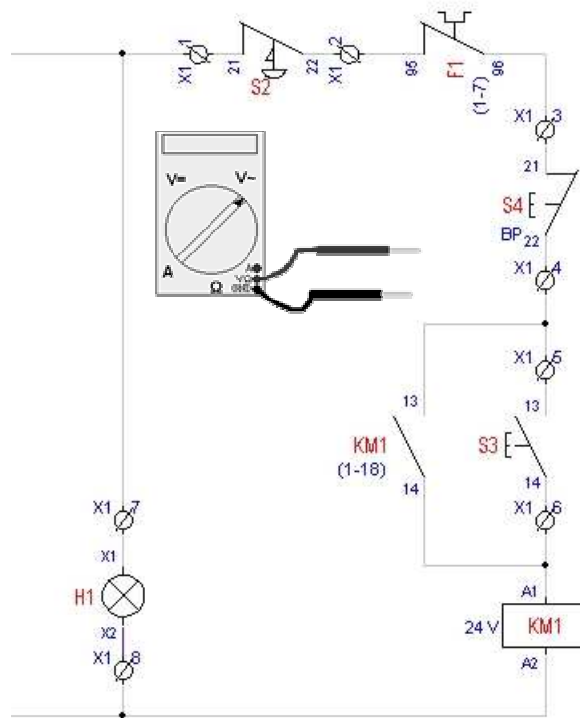 X1 1
21
S2
22
X1 2
95
F1
96
(1-7)
X1 3
21
S4
BP 22
X1 4
V=
V~
A
A
VΩ
Ω
GND
X1 5
13
13
KM1
(1-18)
S3
14
14
X1 6
X1 7
X1
H1
X2
X1 8
A1
24 V
KM1
A2